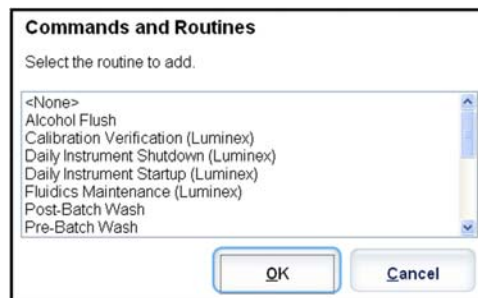 Commands and Routines
Select the routine to add.
<None>
Alcohol Flush
Calibration Verification (Luminex)
Daily Instrument Shutdown (Luminex)
Daily Instrument Startup (Luminex)
Fluidics Maintenance (Luminex)
Post-Batch Wash
Pre-Batch Wash
OK
Cancel